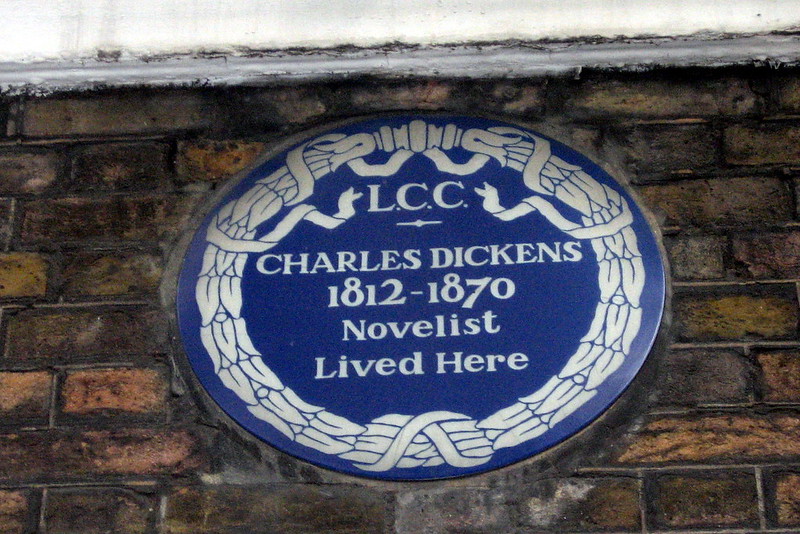 L.C.C.
CHARLES DICKENS
1812-1870
Novelist
Lived Here